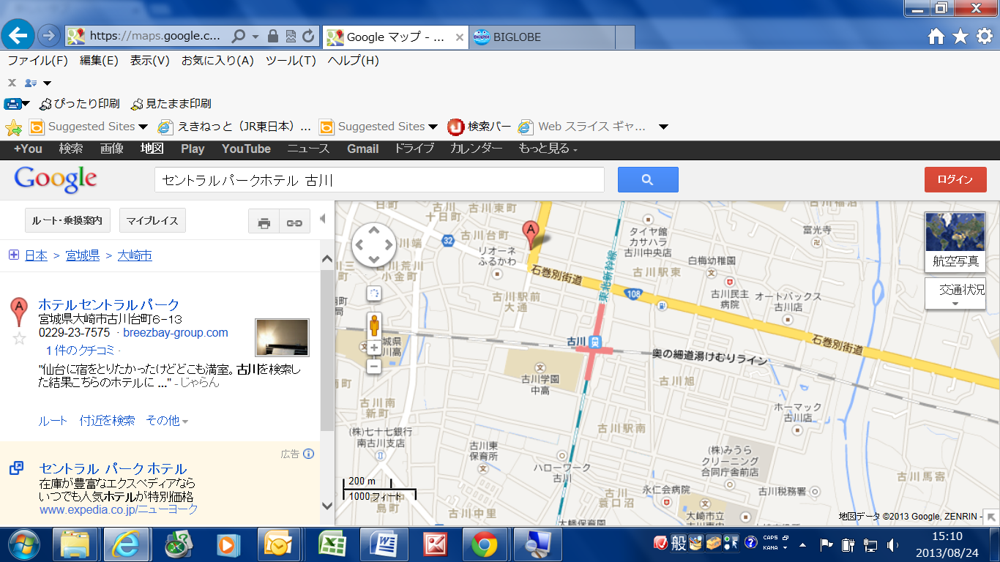 https://maps.google.c...
Google マップ - ...
BIGLOBE
ファイル(F) 編集(E) 表示(V) お気に入り(A) ツール(T) ヘルプ(H)
ぴったり印刷 見たまま印刷
Suggested Sites えきねっと（JR東日本）... Suggested Sites 検索バー Web スライス ギャ...
+You 検索 画像 地図 Play YouTube ニュース Gmail ドライブ カレンダー もっと見る
Google
セントラルパークホテル 古川
ログイン
ルート・乗換案内 マイプレイス
日本 > 宮城県 > 大崎市
A
ホテルセントラルパーク
宮城県大崎市古川台町6-13
0229-23-7575 · breezbay-group.com
1 件のクチコミ ·
"仙台に宿をとりたかったけどどこも満室。古川を検索し
た結果こちらのホテルに ..." - じゃらん
ルート 付近を検索 その他
広告
セントラル パーク ホテル
在庫が豊富なエクスペディアなら
いつでも人気ホテルが特別価格
www.expedia.co.jp/ニューヨーク
古川
十日町
古川東町
32
古川台町
A
リオーネ
ふるかわ
古川荒川
小金町
石巻別街道
古川駅前
大通
東北新幹線
タイヤ館
カサハラ
古川中央店
富光寺
白梅幼稚園
古川駅東
108
古川民主
病院
オートバックス
古川店
石巻別街道
航空写真
交通状況
古川
奥の細道湯けむりライン
古川学園
中高
古川旭
古川南
新町
(株)七十七銀行
南古川支店
古川東
保育所
古川駅南
ハローワーク
古川
ホーマック
古川店
(株)みうら
クリーニング
合同庁舎前店
永仁会病院
古川税務署
古川馬寄
古川
衰口沼
古川中里
大崎市立
古川南中
大幡保育園
200 m
1000 フィート
地図データ ©2013 Google, ZENRIN -
般
CAPS
KANA
15:10
2013/08/24